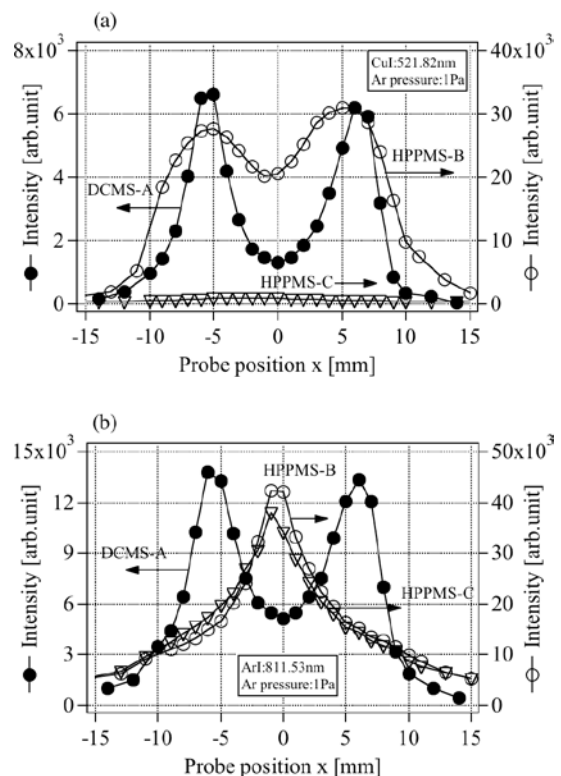 (a)
8x10³
40x10³
CuI:521.82nm
Ar pressure:1Pa
6
30
HPPMS-B
4
20
DCMS-A
2
10
HPPMS-C
0
0
Intensity [arb.unit]
Intensity [arb.unit]
-15 -10 -5 0 5 10 15
Probe position x [mm]
(b)
15x10³
50x10³
HPPMS-B
12
40
DCMS-A
9
30
HPPMS-C
6
20
3
10
ArI:811.53nm
Ar pressure:1Pa
0
0
Intensity [arb.unit]
Intensity [arb.unit]
-15 -10 -5 0 5 10 15
Probe position x [mm]